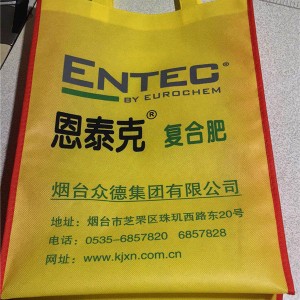 ENTEC®
BY EUROCHEM
恩泰克® 复合肥
烟台众德集团有限公司
地址：烟台市芝罘区珠玑西路东20号
电话：0535-6857820 6857828
网址：www.kjxn.com.cn